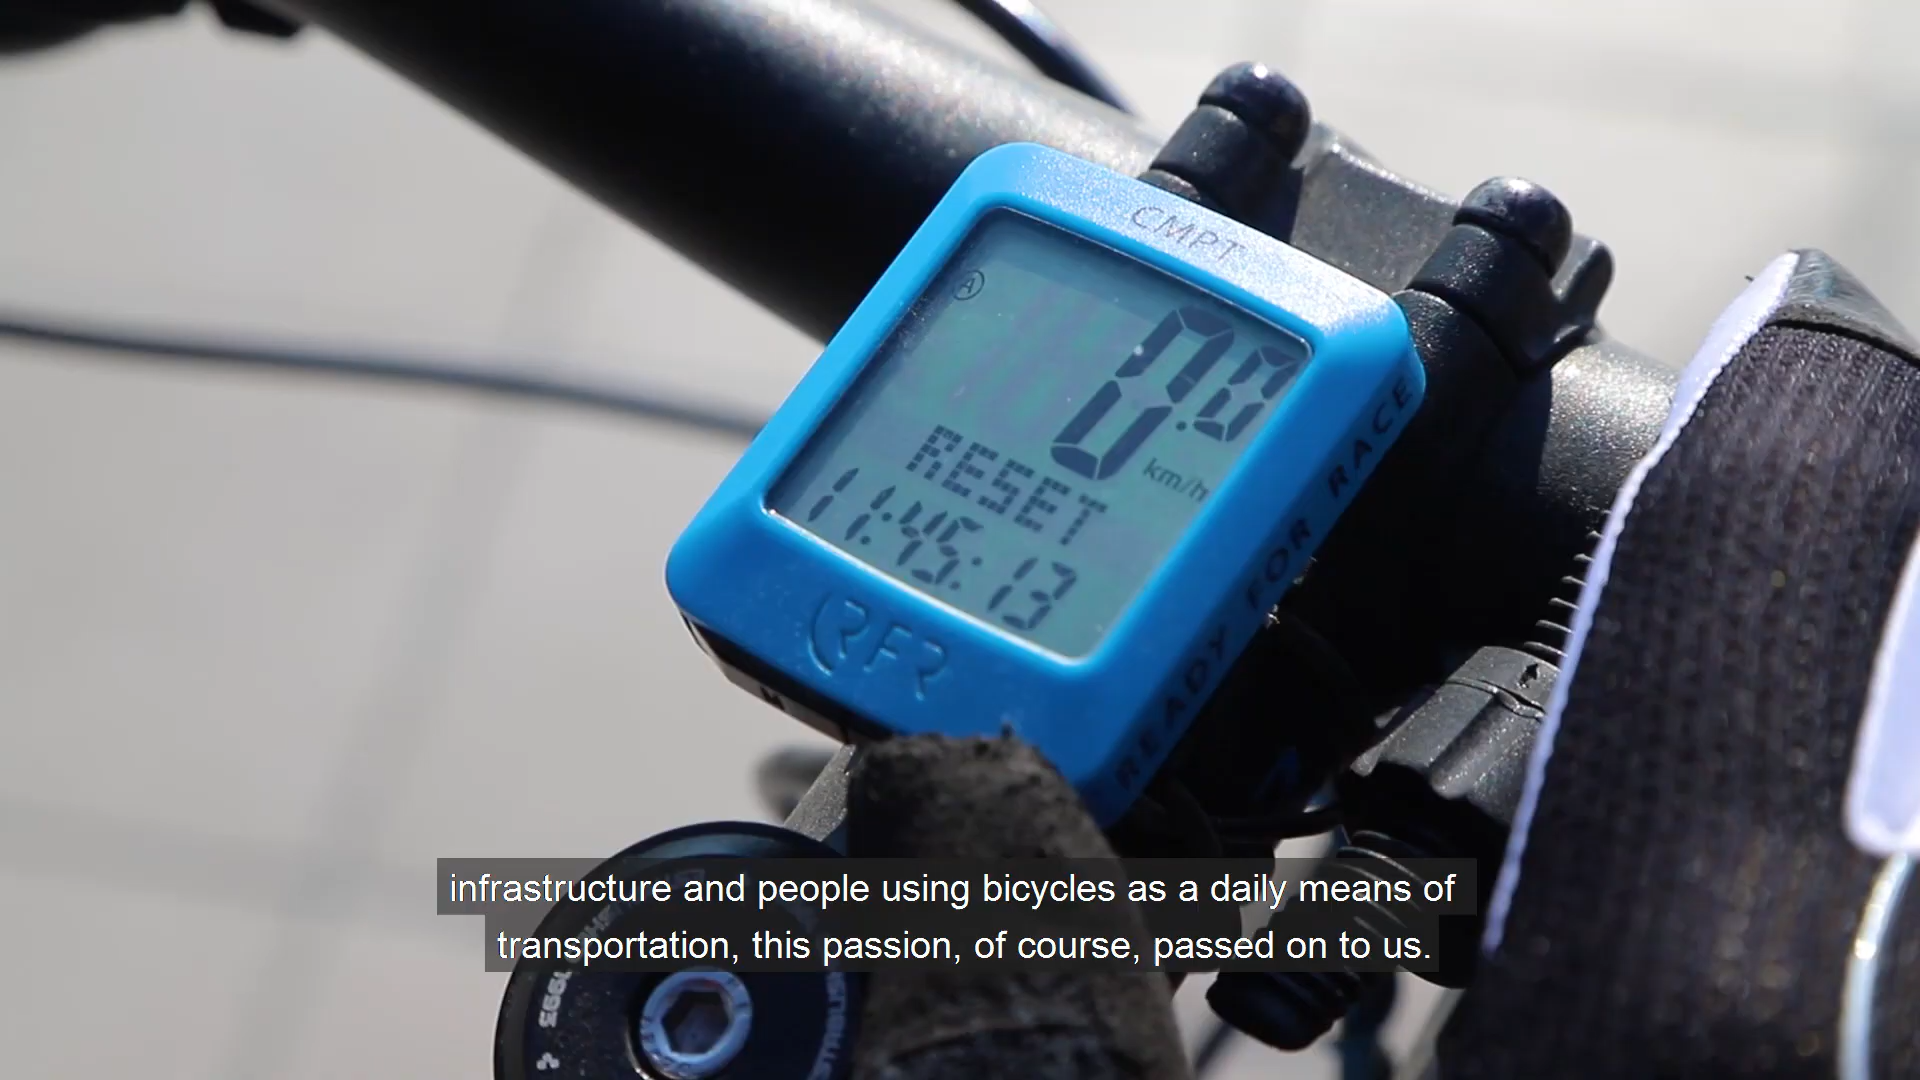 CMPT
A
0.0
km/h
RESET
11:45:13
RFR
READY FOR RACE
infrastructure and people using bicycles as a daily means of
transportation, this passion, of course, passed on to us.